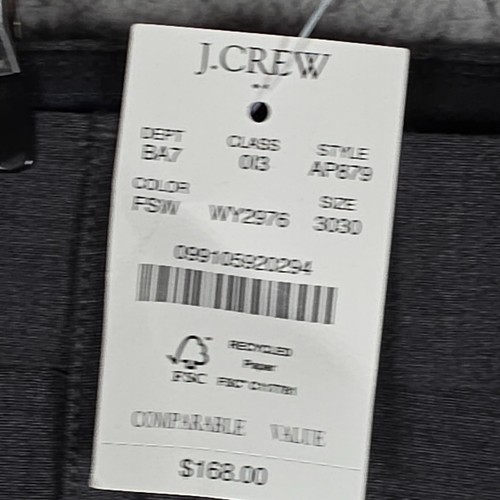 J.CREW
DEPT CLASS STYLE
BA7 013 AP879
COLOR SIZE
FSW WY2976 3030
099105920294
RECYCLED
Paper
FSC FSC®
COMPARABLE VALUE
$168.00